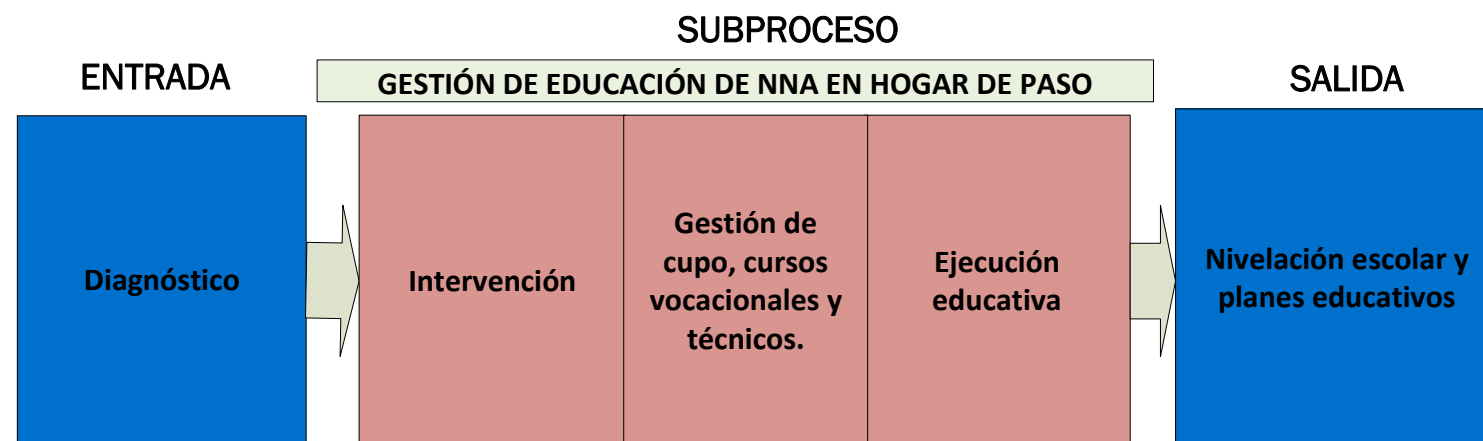 SUBPROCESO
ENTRADA
GESTIÓN DE EDUCACIÓN DE NNA EN HOGAR DE PASO
SALIDA
Diagnóstico
Intervención
Gestión de
cupo, cursos
vocacionales y
técnicos.
Ejecución
educativa
Nivelación escolar y
planes educativos